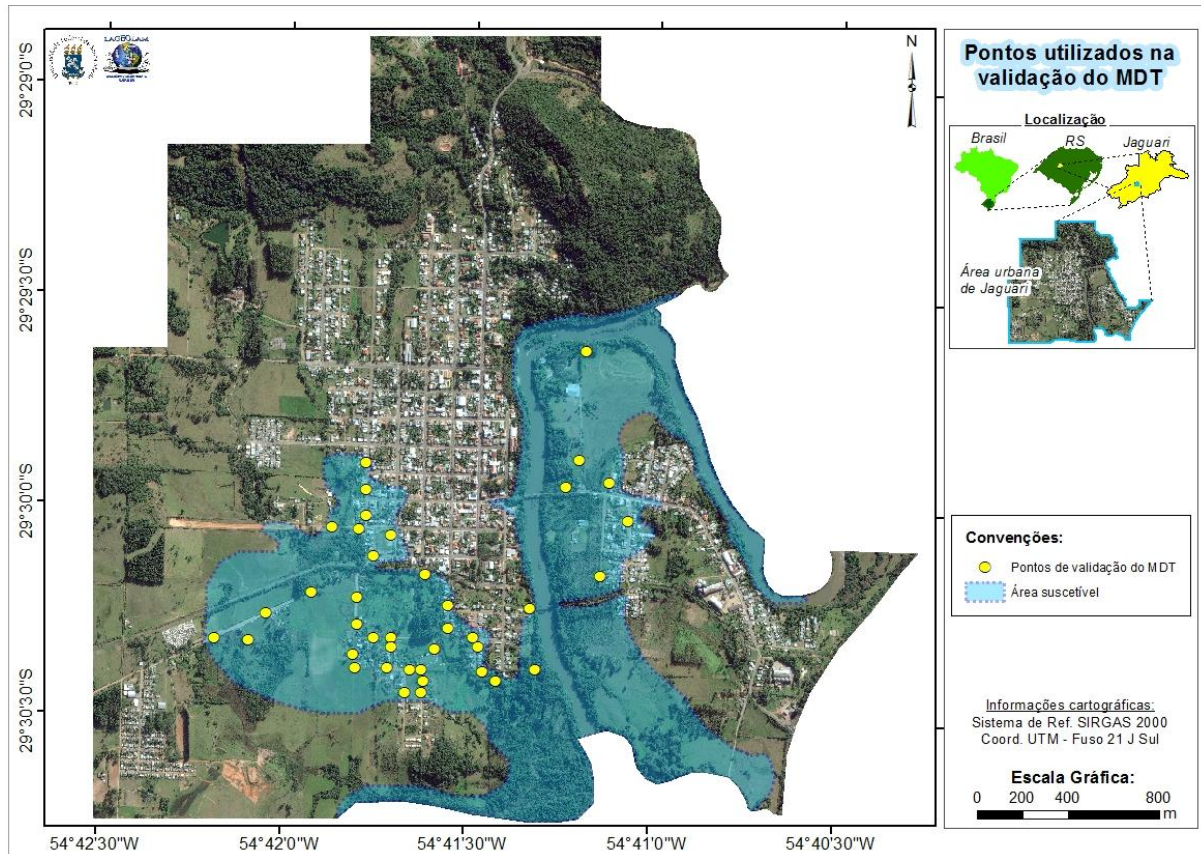 LAGEOLAM
N
Pontos utilizados na
validação do MDT
Localização
Brasil
RS
Jaguari
Área urbana
de Jaguari
Convenções:
Pontos de validação do MDT
Área suscetível
Informações cartográficas:
Sistema de Ref. SIRGAS 2000
Coord. UTM - Fuso 21 J Sul
Escala Gráfica:
0 200 400 800
m
29°29'0"S
29°29'30"S
29°30'0"S
29°30'30"S
54°42'30"W 54°42'0"W 54°41'30"W 54°41'0"W 54°40'30"W